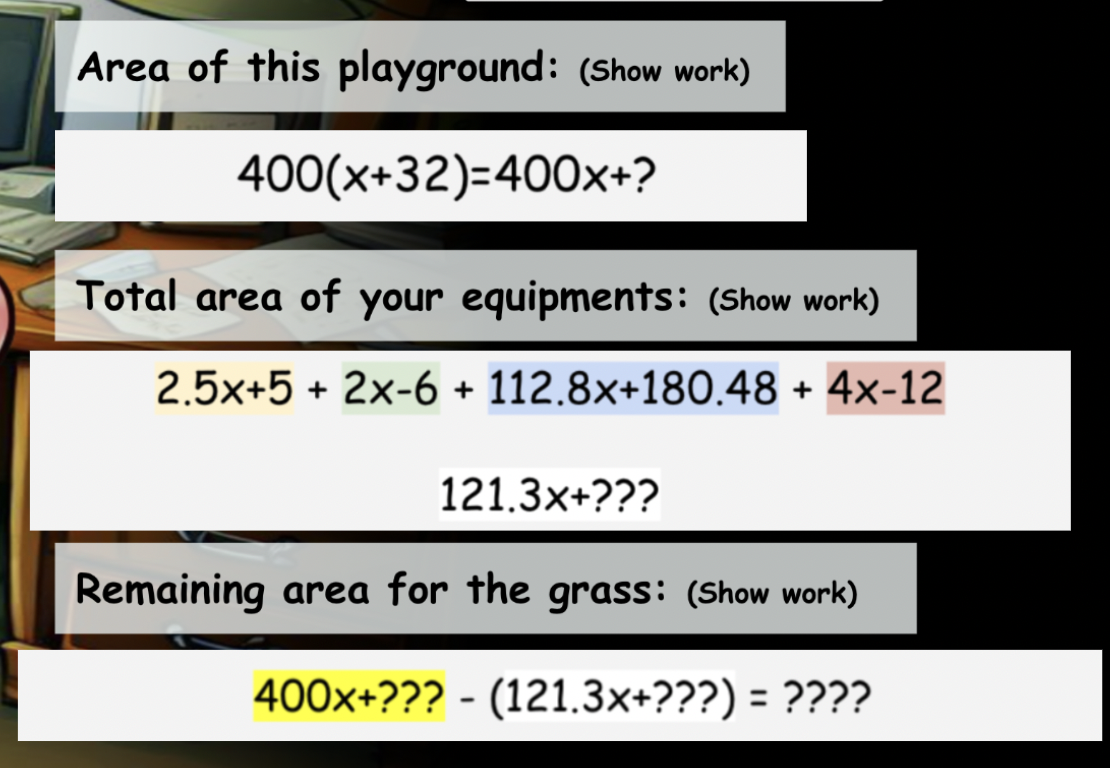 Area of this playground: (Show work)
400(x+32)=400x+?
Total area of your equipments: (Show work)
2.5x+5 + 2x-6 + 112.8x+180.48 + 4x-12
121.3x+???
Remaining area for the grass: (Show work)
400x+??? - (121.3x+???) = ????